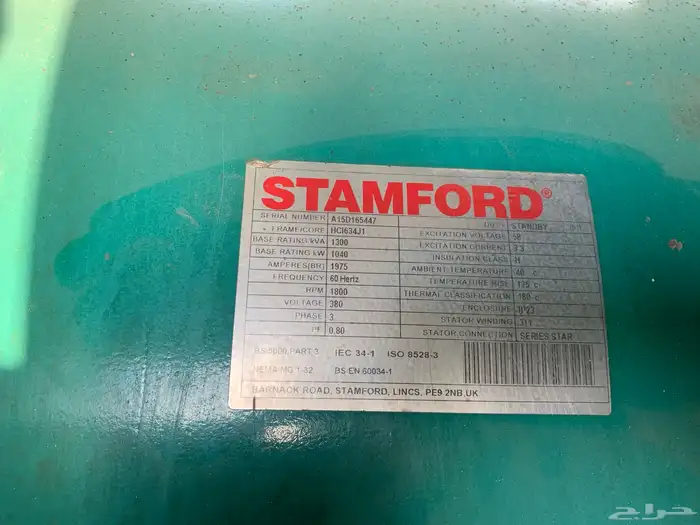 STAMFORD®
SERIAL NUMBER A15D165447
FRAME/CORE HCI634J1
BASE RATING kVA 1300
BASE RATING kW 1040
AMPERES(BR) 1975
FREQUENCY 60 Hertz
RPM 1800
VOLTAGE 380
PHASE 3
PF 0.80
STANDBY
EXCITATION VOLTAGE
EXCITATION CURRENT
INSULATION CLASS H
AMBIENT TEMPERATURE 40 c
TEMPERATURE RISE 125 c
THERMAL CLASSIFICATION 180 c
ENCLOSURE IP23
STATOR WINDING 311
STATOR CONNECTION SERIES STAR
BS5000 PART 3 IEC 34-1 ISO 8528-3
NEMA MG 1-32 BS EN 60034-1
BARNACK ROAD, STAMFORD, LINCS, PE9 2NB.UK
حراج